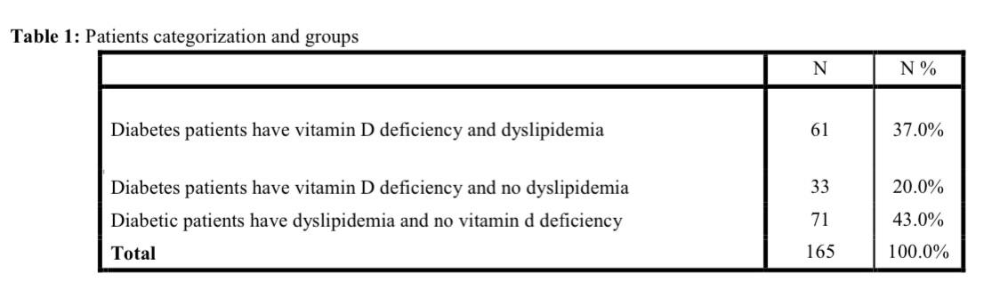 Table 1: Patients categorization and groups
N N %
Diabetes patients have vitamin D deficiency and dyslipidemia 61 37.0%
Diabetes patients have vitamin D deficiency and no dyslipidemia 33 20.0%
Diabetic patients have dyslipidemia and no vitamin d deficiency 71 43.0%
Total 165 100.0%